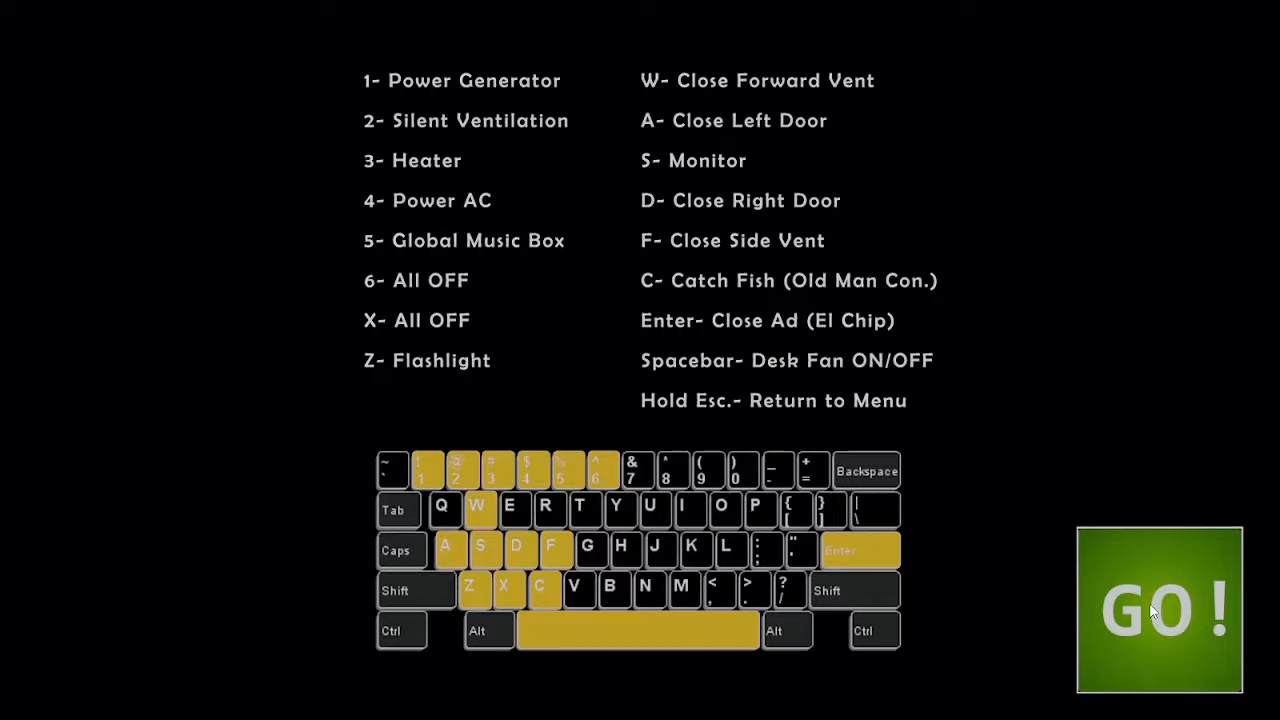 1- Power Generator
2- Silent Ventilation
3- Heater
4- Power AC
5- Global Music Box
6- All OFF
X- All OFF
Z- Flashlight
W- Close Forward Vent
A- Close Left Door
S- Monitor
D- Close Right Door
F- Close Side Vent
C- Catch Fish (Old Man Con.)
Enter- Close Ad (El Chip)
Spacebar- Desk Fan ON/OFF
Hold Esc.- Return to Menu
~ ! @ # $ % ^ & * ( ) _ +
` 1 2 3 4 5 6 7 8 9 0 - = Backspace
Tab Q W E R T Y U I O P { [ } ] | \
Caps A S D F G H J K L : ; " ' Enter
Shift Z X C V B N M < , > . ? / Shift
Ctrl Alt Alt Ctrl
GO!